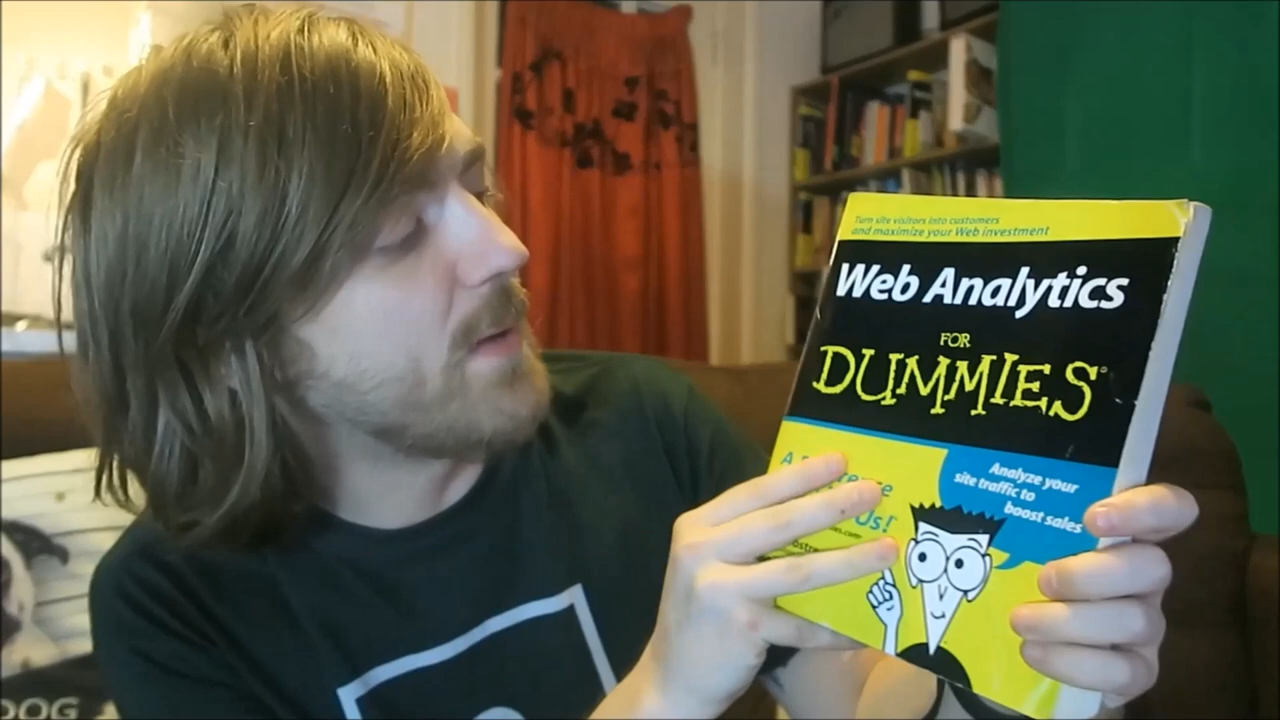 Turn site visitors into customers
and maximize your Web investment
Web Analytics
FOR
DUMMIES®
Analyze your
site traffic to
boost sales
A
Us!
DOG